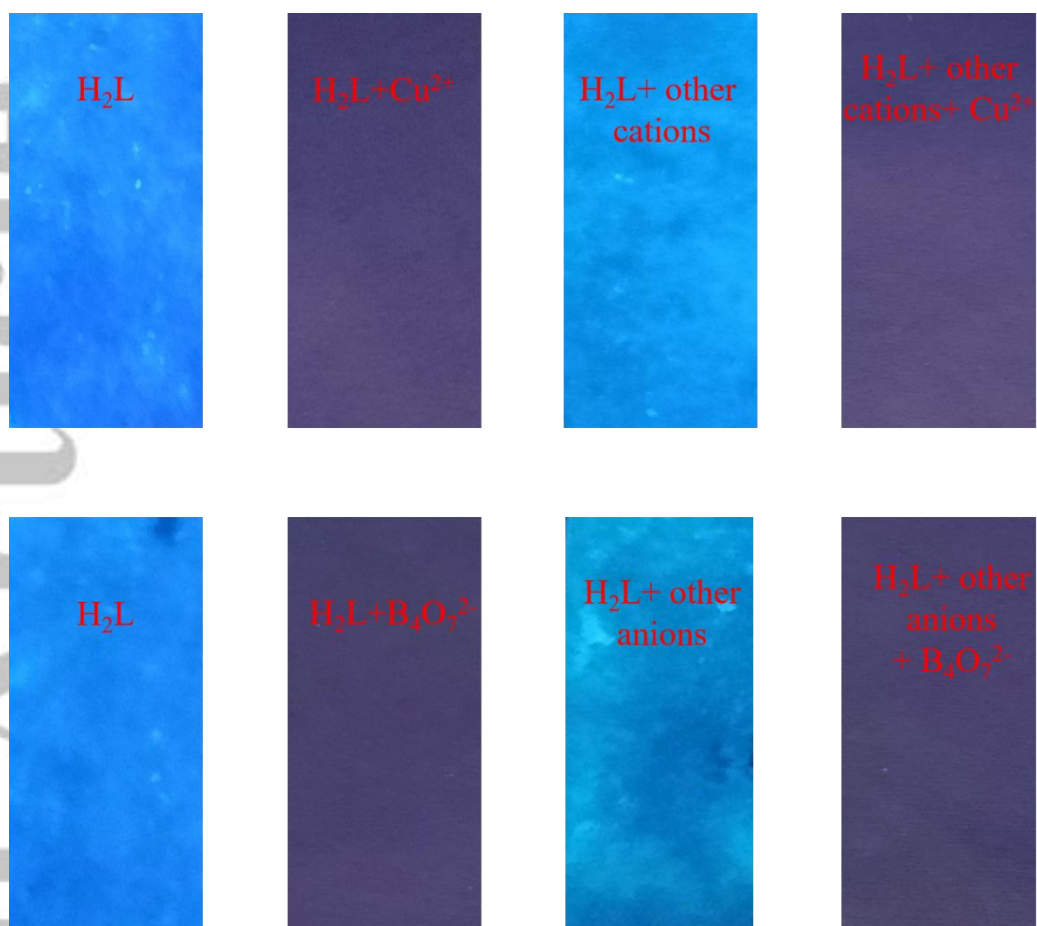 H₂L
H₂L+Cu²⁺
H₂L+ other
cations
H₂L+ other
cations+ Cu²⁺
H₂L
H₂L+B₄O₇²⁻
H₂L+ other
anions
H₂L+ other
anions
+ B₄O₇²⁻